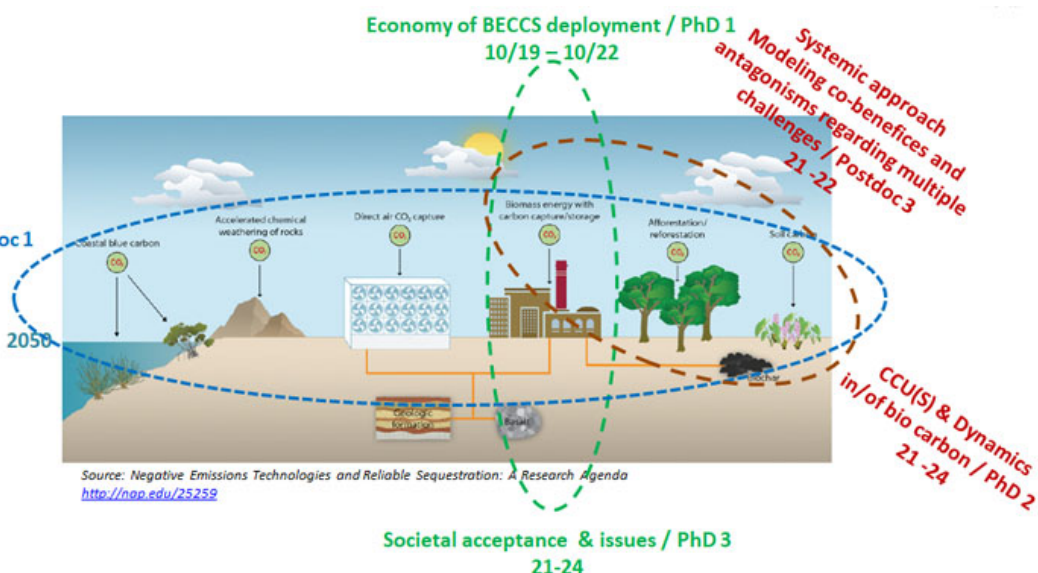 Economy of BECCS deployment / PhD 1
10/19 – 10/22
Systemic approach
Modeling co-benefices and
antagonisms regarding multiple
challenges / Postdoc 3
21 -22
oc 1
Coastal blue carbon
CO₂
Accelerated chemical
weathering of rocks
CO₂
Direct air CO₂ capture
CO₂
Biomass energy with
carbon capture/storage
CO₂
Afforestation/
reforestation
CO₂
Soil carbon
CO₂
2050
Biochar
Geologic
formation
Basalt
CCU(S) & Dynamics
in/of bio carbon / PhD 2
21 -24
Source: Negative Emissions Technologies and Reliable Sequestration: A Research Agenda
http://nap.edu/25259
Societal acceptance & issues / PhD 3
21-24